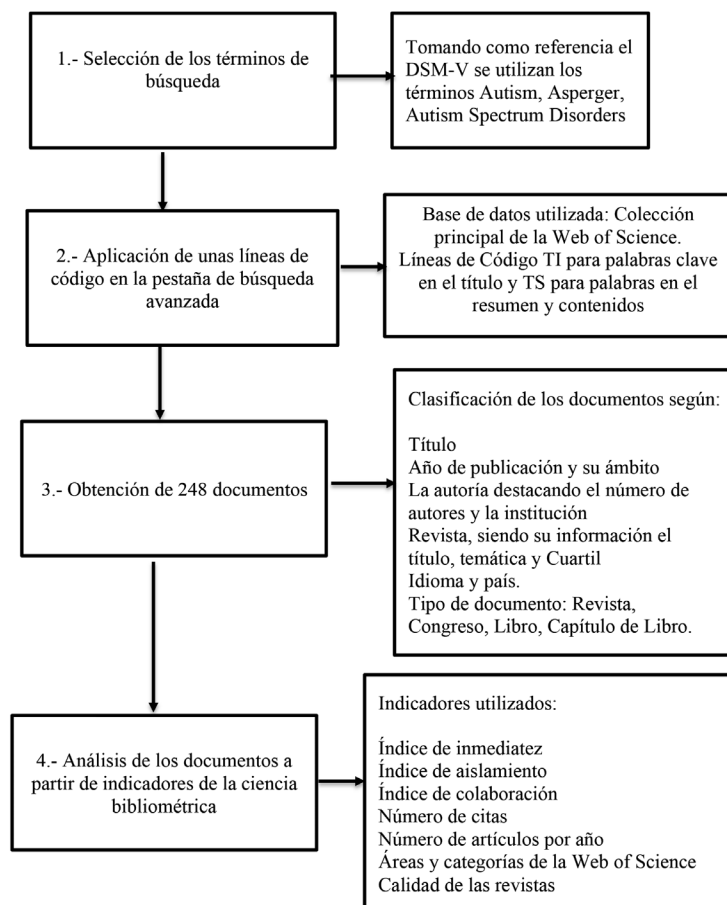 1.- Selección de los términos de
búsqueda
Tomando como referencia el
DSM-V se utilizan los
términos Autism, Asperger,
Autism Spectrum Disorders
2.- Aplicación de unas líneas de
código en la pestaña de búsqueda
avanzada
Base de datos utilizada: Colección
principal de la Web of Science.
Líneas de Código TI para palabras clave
en el título y TS para palabras en el
resumen y contenidos
3.- Obtención de 248 documentos
Clasificación de los documentos según:
Título
Año de publicación y su ámbito
La autoría destacando el número de
autores y la institución
Revista, siendo su información el
título, temática y Cuartil
Idioma y país.
Tipo de documento: Revista,
Congreso, Libro, Capítulo de Libro.
4.- Análisis de los documentos a
partir de indicadores de la ciencia
bibliométrica
Indicadores utilizados:
Índice de inmediatez
Índice de aislamiento
Índice de colaboración
Número de citas
Número de artículos por año
Áreas y categorías de la Web of Science
Calidad de las revistas